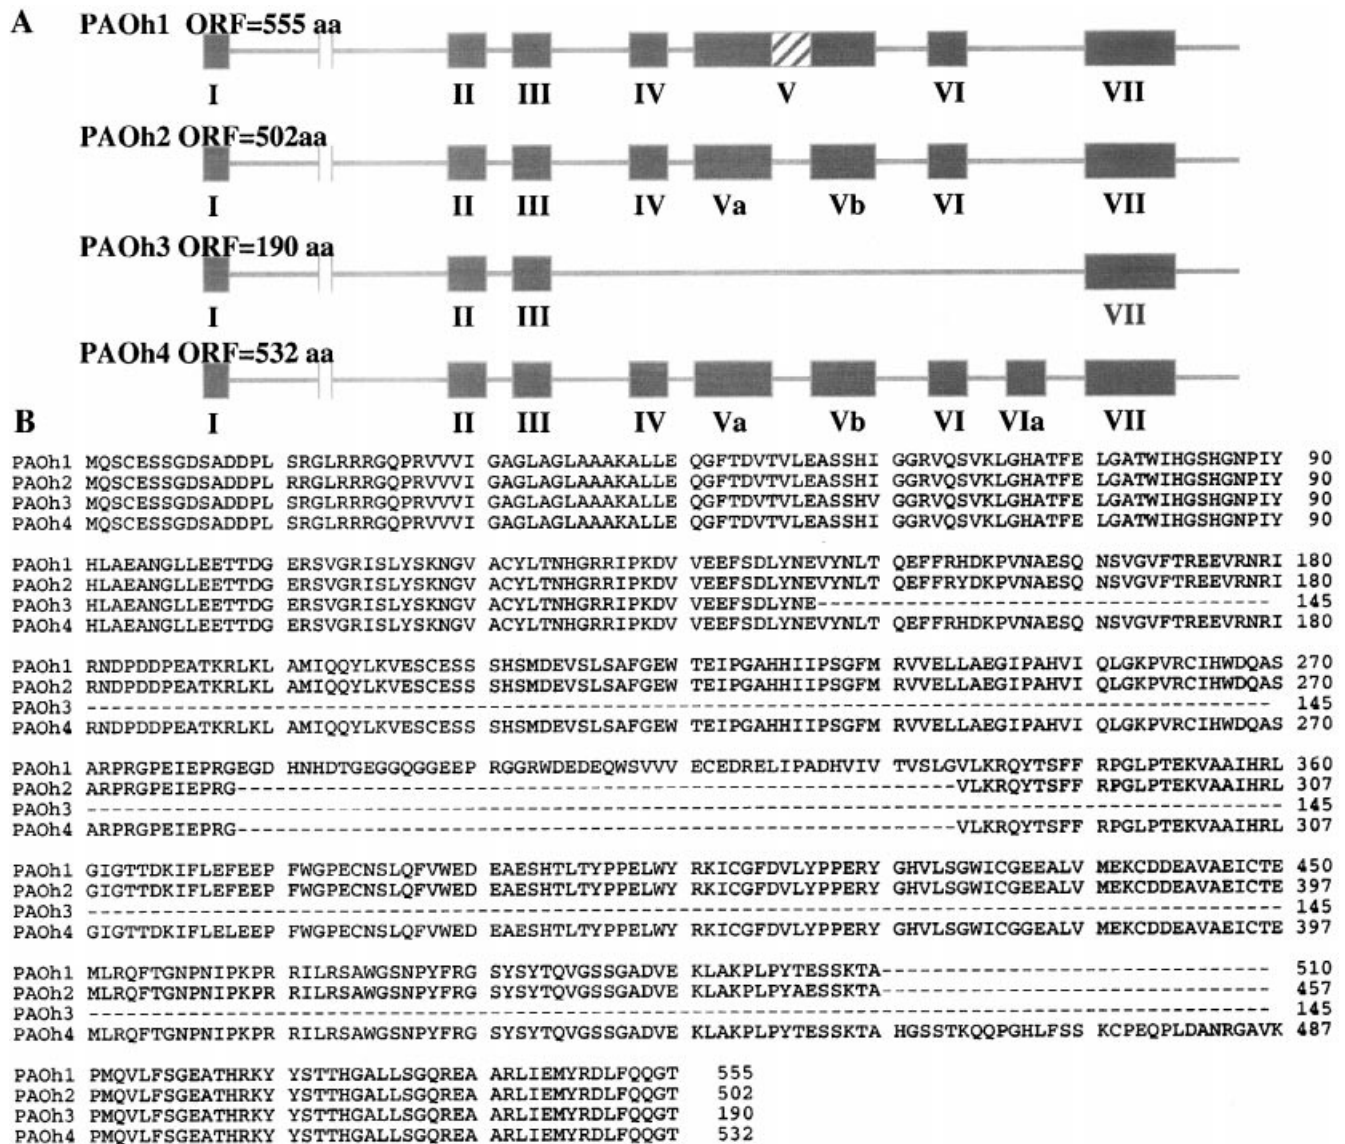 A
PAOh1 ORF=555 aa
I II III IV V VI VII
PAOh2 ORF=502aa
I II III IV Va Vb VI VII
PAOh3 ORF=190 aa
I II III VII
PAOh4 ORF=532 aa
I II III IV Va Vb VI VIa VII
B
PAOh1 MQSCESSGDSADDPL SRGLRRRGQPRVVVI GAGLAGLAAAKALLE QGFTDVTVLEASSHI GGRVQSVKLGHATFE LGATWIHGSHGNPIY 90
PAOh2 MQSCESSGDSADDPL RRGLRRRGQPRVVVI GAGLAGLAAAKALLE QGFTDVTVLEASSHI GGRVQSVKLGHATFE LGATWIHGSHGNPIY 90
PAOh3 MQSCESSGDSADDPL SRGLRRRGQPRVVVI GAGLAGLAAAKALLE QGFTDVTVLEASSHV GGRVQSVKLGHATFE LGATWIHGSHGNPIY 90
PAOh4 MQSCESSGDSADDPL SRGLRRRGQPRVVVI GAGLAGLAAAKALLE QGFTDVTVLEASSHI GGRVQSVKLGHATFE LGATWIHGSHGNPIY 90
PAOh1 HLAEANGLLEETTDG ERSVGRISLYSKNGV ACYLTNHGRRIPKDV VEEFSDLYNEVYNLT QEFFRHDKPVNAESQ NSVGVFTREEVRNRI 180
PAOh2 HLAEANGLLEETTDG ERSVGRISLYSKNGV ACYLTNHGRRIPKDV VEEFSDLYNEVYNLT QEFFRYDKPVNAESQ NSVGVFTREEVRNRI 180
PAOh3 HLAEANGLLEETTDG ERSVGRISLYSKNGV ACYLTNHGRRIPKDV VEEFSDLYNE----------------------------------- 145
PAOh4 HLAEANGLLEETTDG ERSVGRISLYSKNGV ACYLTNHGRRIPKDV VEEFSDLYNEVYNLT QEFFRHDKPVNAESQ NSVGVFTREEVRNRI 180
PAOh1 RNDPDDPEATKRLKL AMIQQYLKVESCESS SHSMDEVSLSAFGEW TEIPGAHHIIPSGFM RVVELLAEGIPAHVI QLGKPVRCIHWDQAS 270
PAOh2 RNDPDDPEATKRLKL AMIQQYLKVESCESS SHSMDEVSLSAFGEW TEIPGAHHIIPSGFM RVVELLAEGIPAHVI QLGKPVRCIHWDQAS 270
PAOh3 ------------------------------------------------------------------------------------------ 145
PAOh4 RNDPDDPEATKRLKL AMIQQYLKVESCESS SHSMDEVSLSAFGEW TEIPGAHHIIPSGFM RVVELLAEGIPAHVI QLGKPVRCIHWDQAS 270
PAOh1 ARPRGPEIEPRGEGD HNHDTGEGGQGGEEP RGGRWDEDEQWSVVV ECEDRELIPADHVIV TVSLGVLKRQYTSFF RPGLPTEKVAAIHRL 360
PAOh2 ARPRGPEIEPRG-----------------------------------------------------VLKRQYTSFF RPGLPTEKVAAIHRL 307
PAOh3 ------------------------------------------------------------------------------------------ 145
PAOh4 ARPRGPEIEPRG-----------------------------------------------------VLKRQYTSFF RPGLPTEKVAAIHRL 307
PAOh1 GIGTTDKIFLEFEEP FWGPECNSLQFVWED EAESHTLTYPPELWY RKICGFDVLYPPERY GHVLSGWICGEEALV MEKCDDEAVAEICTE 450
PAOh2 GIGTTDKIFLEFEEP FWGPECNSLQFVWED EAESHTLTYPPELWY RKICGFDVLYPPERY GHVLSGWICGEEALV MEKCDDEAVAEICTE 397
PAOh3 ------------------------------------------------------------------------------------------ 145
PAOh4 GIGTTDKIFLELEEP FWGPECNSLQFVWED EAESHTLTYPPELWY RKICGFDVLYPPERY GHVLSGWICGGEALV MEKCDDEAVAEICTE 397
PAOh1 MLRQFTGNPNIPKPR RILRSAWGSNPYFRG SYSYTQVGSSGADVE KLAKPLPYTESSKTA------------------------------ 510
PAOh2 MLRQFTGNPNIPKPR RILRSAWGSNPYFRG SYSYTQVGSSGADVE KLAKPLPYAESSKTA------------------------------ 457
PAOh3 ------------------------------------------------------------------------------------------ 145
PAOh4 MLRQFTGNPNIPKPR RILRSAWGSNPYFRG SYSYTQVGSSGADVE KLAKPLPYTESSKTA HGSSTKQQPGHLFSS KCPEQPLDANRGAVK 487
PAOh1 PMQVLFSGEATHRKY YSTTHGALLSGQREA ARLIEMYRDLFQQGT 555
PAOh2 PMQVLFSGEATHRKY YSTTHGALLSGQREA ARLIEMYRDLFQQGT 502
PAOh3 PMQVLFSGEATHRKY YSTTHGALLSGQREA ARLIEMYRDLFQQGT 190
PAOh4 PMQVLFSGEATHRKY YSTTHGALLSGQREA ARLIEMYRDLFQQGT 532